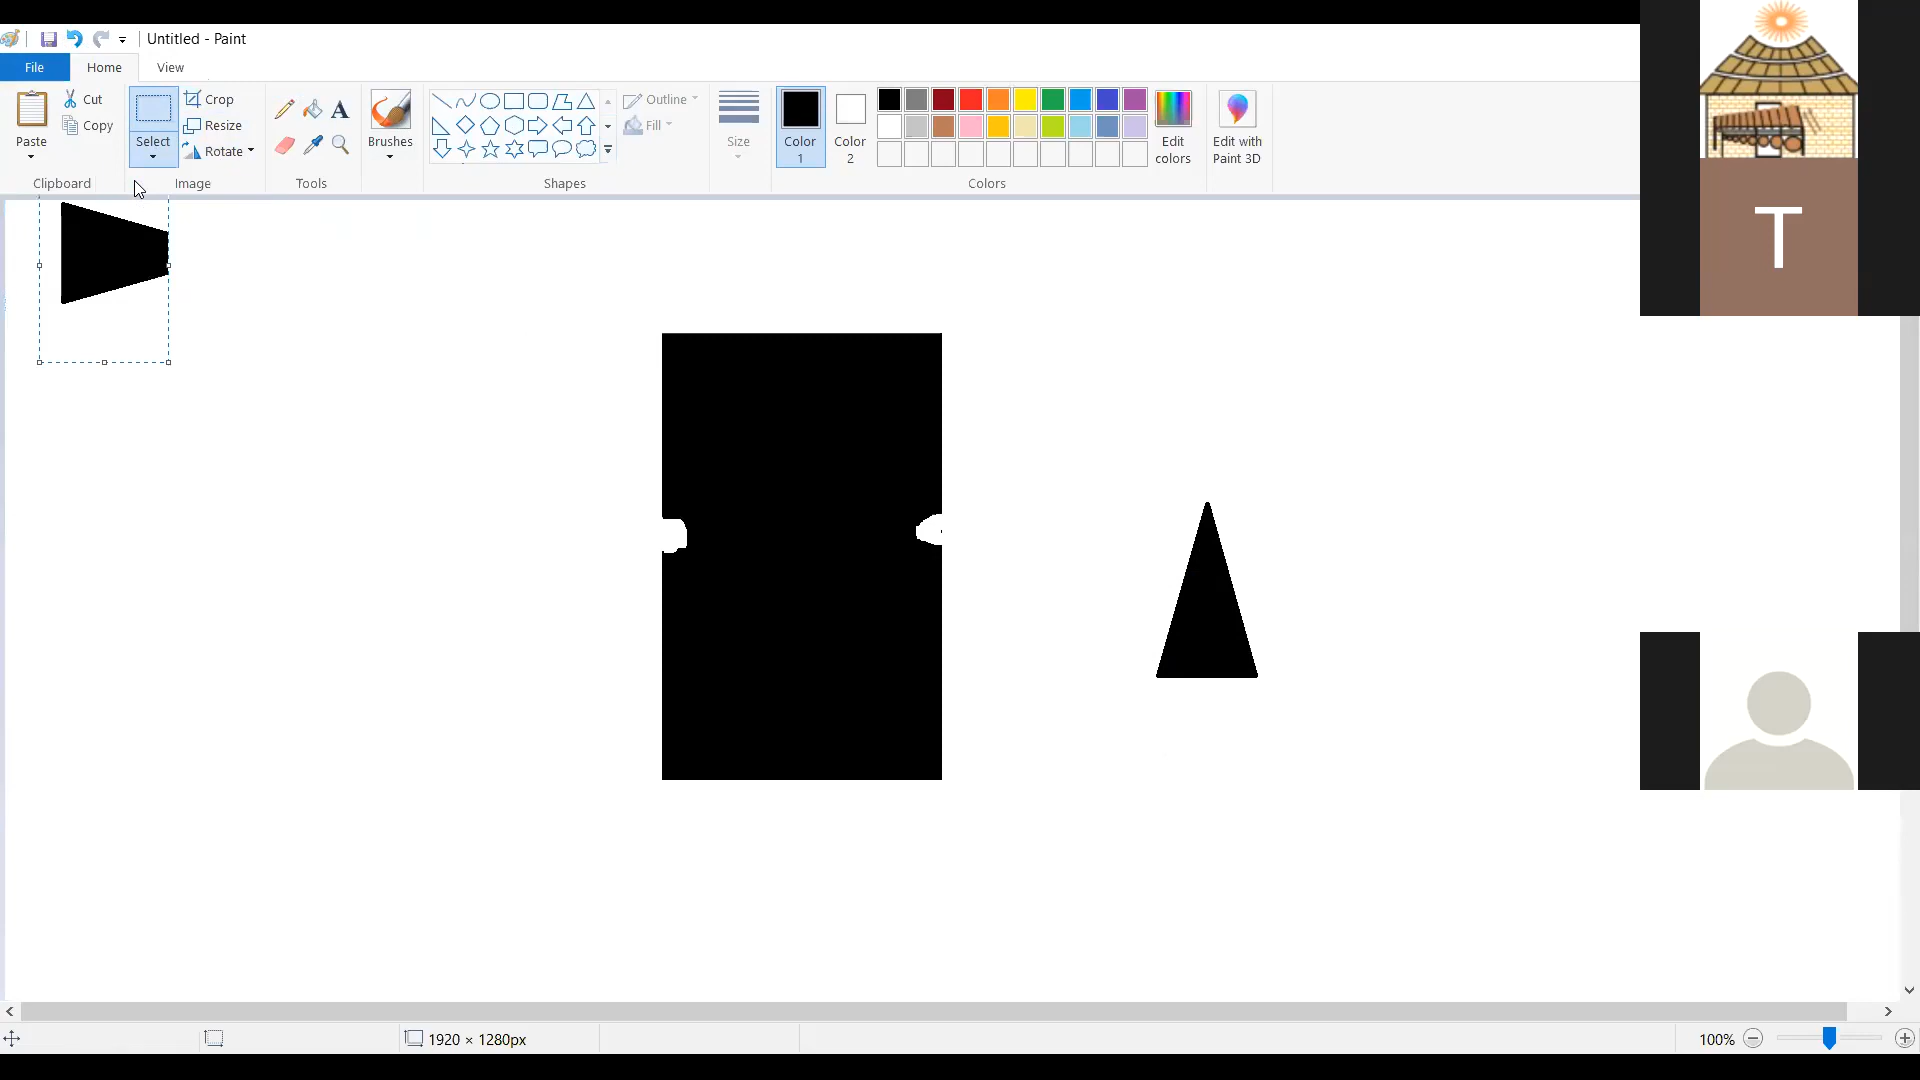 Untitled - Paint
File Home View
Paste
Cut
Copy
Clipboard
Select
Crop
Resize
Rotate
Image
A
Tools
Brushes
Outline
Fill
Shapes
Size
Color 1
Color 2
Edit colors
Edit with Paint 3D
Colors
T
1920 × 1280px
100%